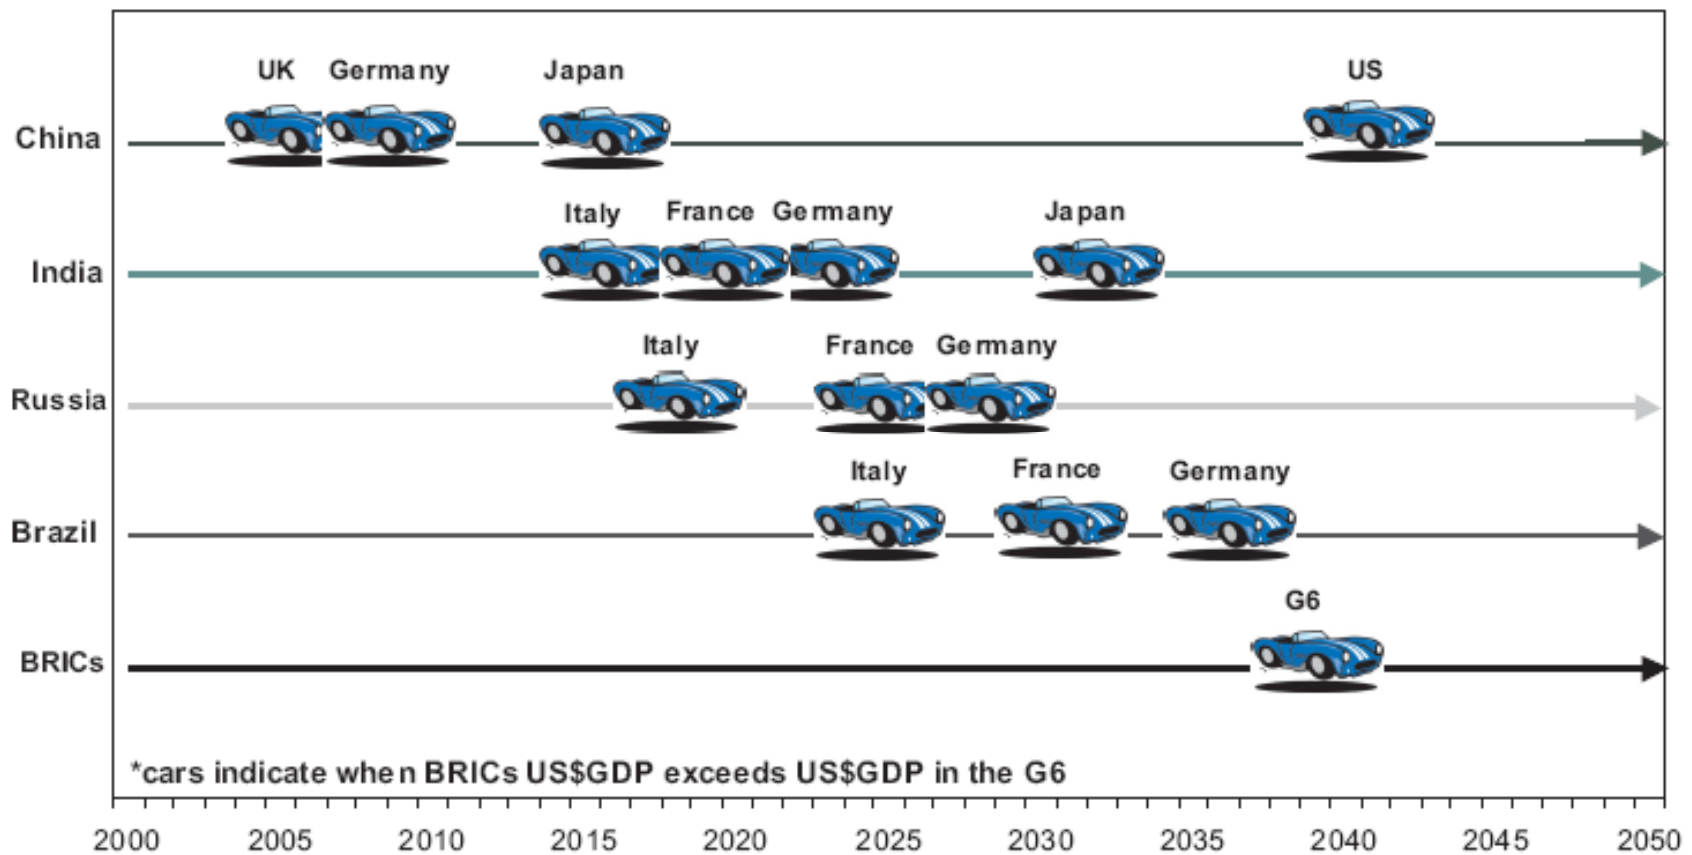 UK Germany Japan US
China
Italy France Germany Japan
India
Italy France Germany
Russia
Italy France Germany
Brazil
G6
BRICs
*cars indicate when BRICs US$GDP exceeds US$GDP in the G6
2000 2005 2010 2015 2020 2025 2030 2035 2040 2045 2050